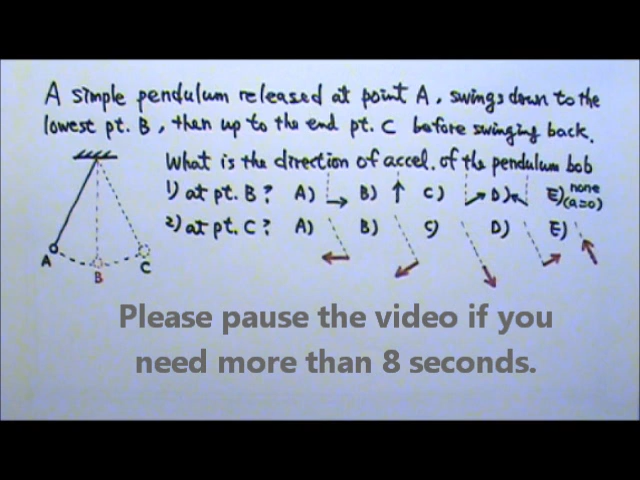 A simple pendulum released at point A, swings down to the
lowest pt. B, then up to the end pt. C before swinging back.
What is the direction of accel. of the pendulum bob
1) at pt. B? A) B) C) D) E) none (a=0)
2) at pt. C? A) B) C) D) E)
A
B
C
Please pause the video if you
need more than 8 seconds.